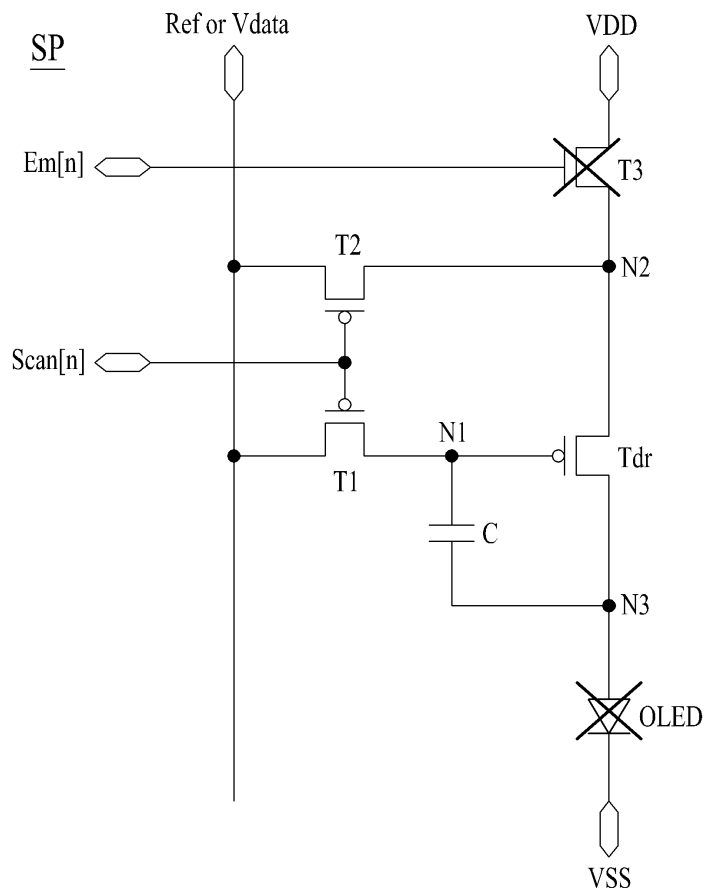 Ref or Vdata
VDD
SP
Em[n]
T3
T2
N2
Scan[n]
N1
Tdr
T1
C
N3
OLED
VSS